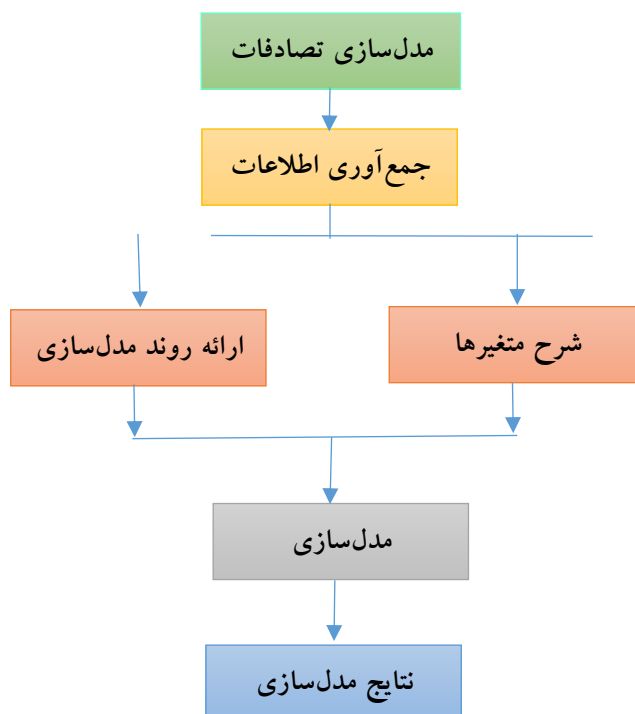 مدل‌سازی تصادفات
جمع‌آوری اطلاعات
شرح متغیرها
ارائه روند مدل‌سازی
مدل‌سازی
نتایج مدل‌سازی